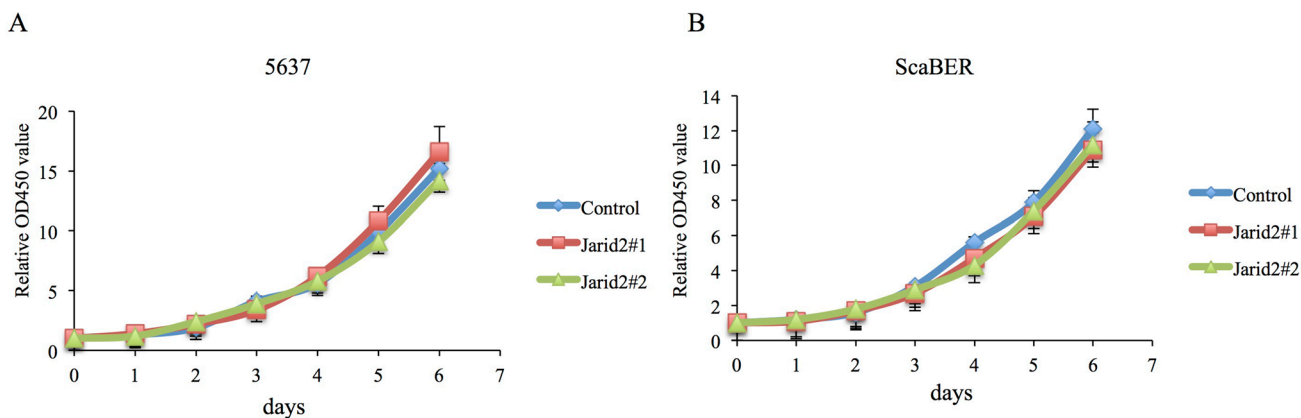 A
5637
Relative OD450 value
20
15
10
5
0
0 1 2 3 4 5 6 7
days
Control
Jarid2#1
Jarid2#2
B
ScaBER
Relative OD450 value
14
12
10
8
6
4
2
0
0 1 2 3 4 5 6 7
days
Control
Jarid2#1
Jarid2#2